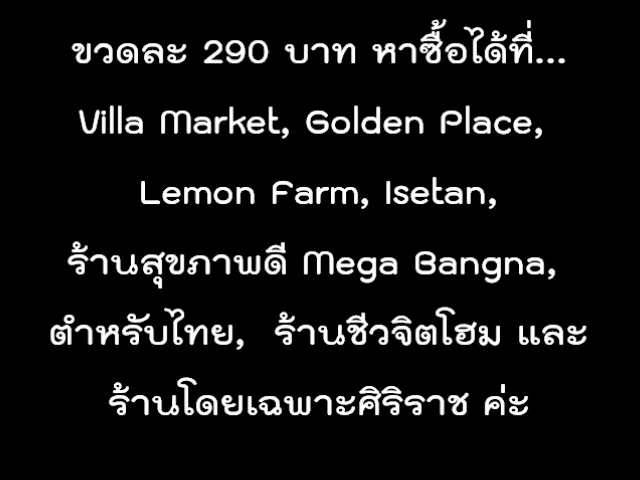 ขวดละ 290 บาท หาซื้อได้ที่...
Villa Market, Golden Place,
Lemon Farm, Isetan,
ร้านสุขภาพดี Mega Bangna,
ตำหรับไทย, ร้านชีวจิตโฮม และ
ร้านโดยเฉพาะศิริราช ค่ะ